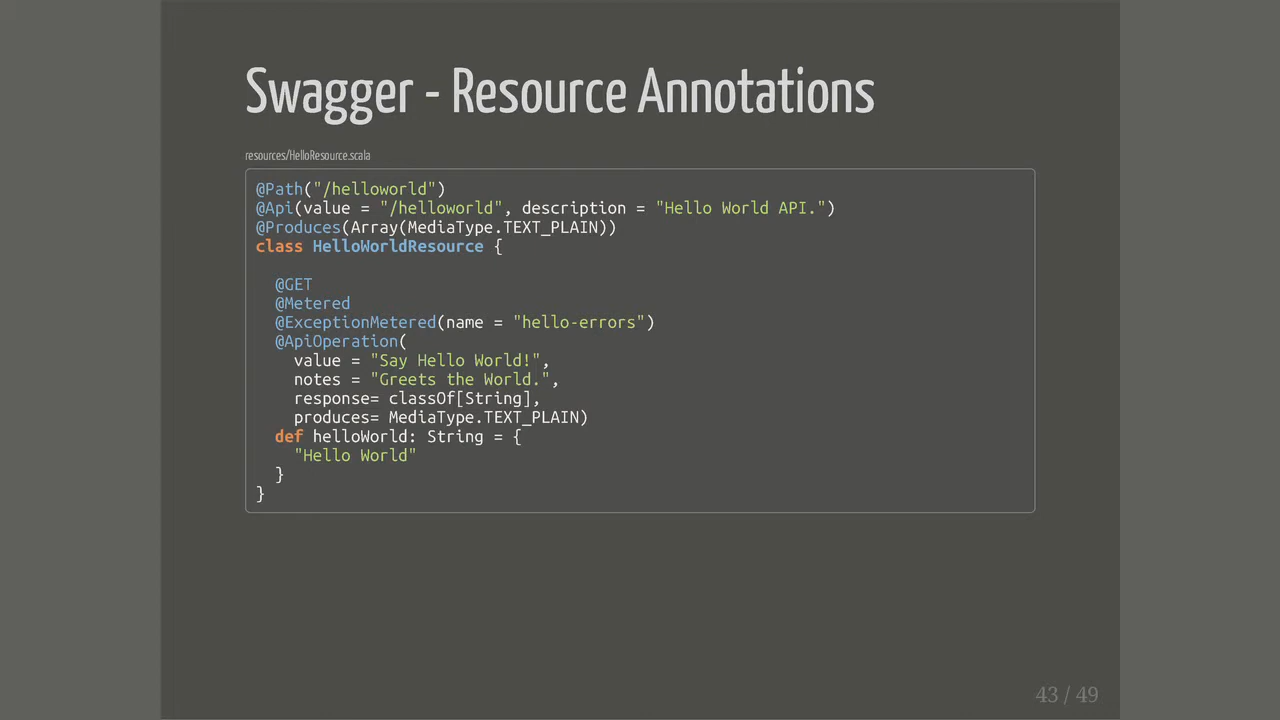 Swagger - Resource Annotations
resources/HelloResource.scala
@Path("/helloworld")
@Api(value = "/helloworld", description = "Hello World API.")
@Produces(Array(MediaType.TEXT_PLAIN))
class HelloWorldResource {
@GET
@Metered
@ExceptionMetered(name = "hello-errors")
@ApiOperation(
value = "Say Hello World!",
notes = "Greets the World.",
response= classOf[String],
produces= MediaType.TEXT_PLAIN)
def helloWorld: String = {
"Hello World"
}
}
43 / 49